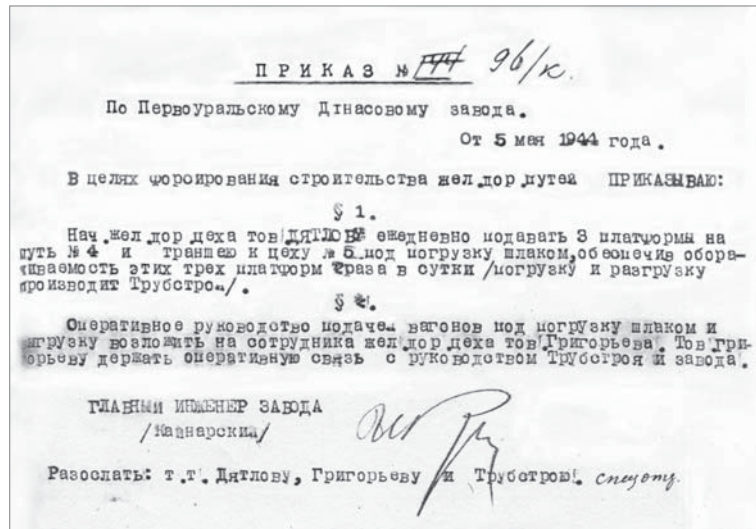 ПРИКАЗ № 96/к.
По Первоуральскому Динасовому завода.
От 5 мая 1944 года.
В целях форсирования строительства жел.дор.путей ПРИКАЗЫВАЮ:
§ 1.
Нач.жел.дор.цеха тов.ДЯТЛОВУ ежедневно подавать 3 платформы на
путь № 4 и траншею к цеху № 5 под погрузку шлаком, обеспечив обора-
чиваемость этих трех платформ раза в сутки /погрузку и разгрузку
производит Трубстрой/.
§
Оперативное руководство подачей вагонов под погрузку шлаком и
погрузку возложить на сотрудника жел.дор.цеха тов.Григорьева. Тов.Гри-
горьеву держать оперативную связь с руководством Трубстроя и завода.
ГЛАВНЫЙ ИНЖЕНЕР ЗАВОДА
Разослать: т.т. Дятлову, Григорьеву и Трубстрою. спецотд.